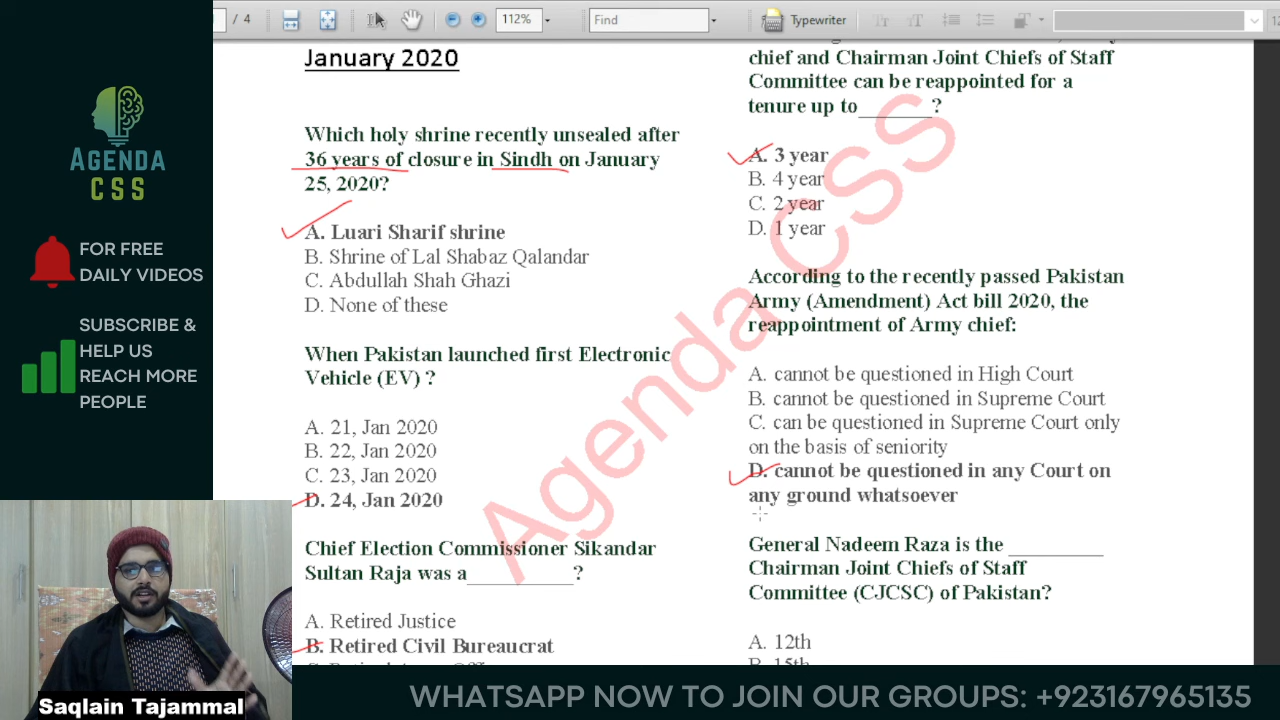 / 4
112%
Find
Typewriter
AGENDA
CSS
FOR FREE
DAILY VIDEOS
SUBSCRIBE &
HELP US
REACH MORE
PEOPLE
January 2020
Which holy shrine recently unsealed after
36 years of closure in Sindh on January
25, 2020?
A. Luari Sharif shrine
B. Shrine of Lal Shabaz Qalandar
C. Abdullah Shah Ghazi
D. None of these
When Pakistan launched first Electronic
Vehicle (EV) ?
A. 21, Jan 2020
B. 22, Jan 2020
C. 23, Jan 2020
D. 24, Jan 2020
Chief Election Commissioner Sikandar
Sultan Raja was a__________?
A. Retired Justice
B. Retired Civil Bureaucrat
chief and Chairman Joint Chiefs of Staff
Committee can be reappointed for a
tenure up to_______?
A. 3 year
B. 4 year
C. 2 year
D. 1 year
According to the recently passed Pakistan
Army (Amendment) Act bill 2020, the
reappointment of Army chief:
A. cannot be questioned in High Court
B. cannot be questioned in Supreme Court
C. can be questioned in Supreme Court only
on the basis of seniority
D. cannot be questioned in any Court on
any ground whatsoever
General Nadeem Raza is the _________
Chairman Joint Chiefs of Staff
Committee (CJCSC) of Pakistan?
A. 12th
B. 15th
Agenda CSS
Saqlain Tajammal
WHATSAPP NOW TO JOIN OUR GROUPS: +923167965135